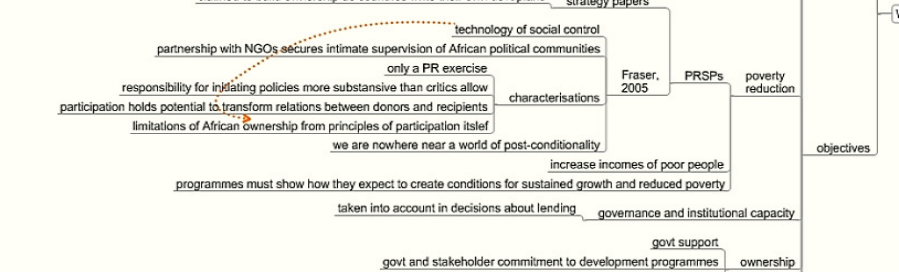 strategy papers
technology of social control
partnership with NGOs secures intimate supervision of African political communities
only a PR exercise
responsibility for initiating policies more substansive than critics allow
participation holds potential to transform relations between donors and recipients
limitations of African ownership from principles of participation itslef
characterisations
we are nowhere near a world of post-conditionality
Fraser,
2005
PRSPs
increase incomes of poor people
programmes must show how they expect to create conditions for sustained growth and reduced poverty
poverty
reduction
taken into account in decisions about lending
governance and institutional capacity
govt support
govt and stakeholder commitment to development programmes
ownership
objectives